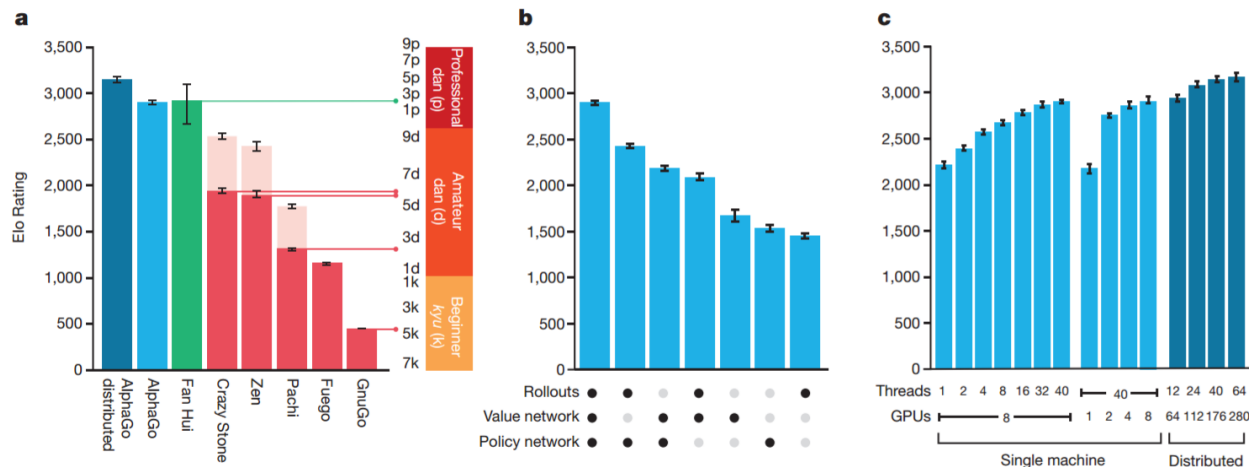 a
Elo Rating
3,500
3,000
2,500
2,000
1,500
1,000
500
0
AlphaGo
distributed
AlphaGo
Fan Hui
Crazy Stone
Zen
Pachi
Fuego
GnuGo
9p
7p
5p
3p
1p
9d
7d
5d
3d
1d
1k
3k
5k
7k
Professional
dan (p)
Amateur
dan (d)
Beginner
kyu (k)
b
3,500
3,000
2,500
2,000
1,500
1,000
500
0
Rollouts
Value network
Policy network
c
3,500
3,000
2,500
2,000
1,500
1,000
500
0
Threads 1 2 4 8 16 32 40 40 12 24 40 64
GPUs 8 1 2 4 8 64 112 176 280
Single machine Distributed